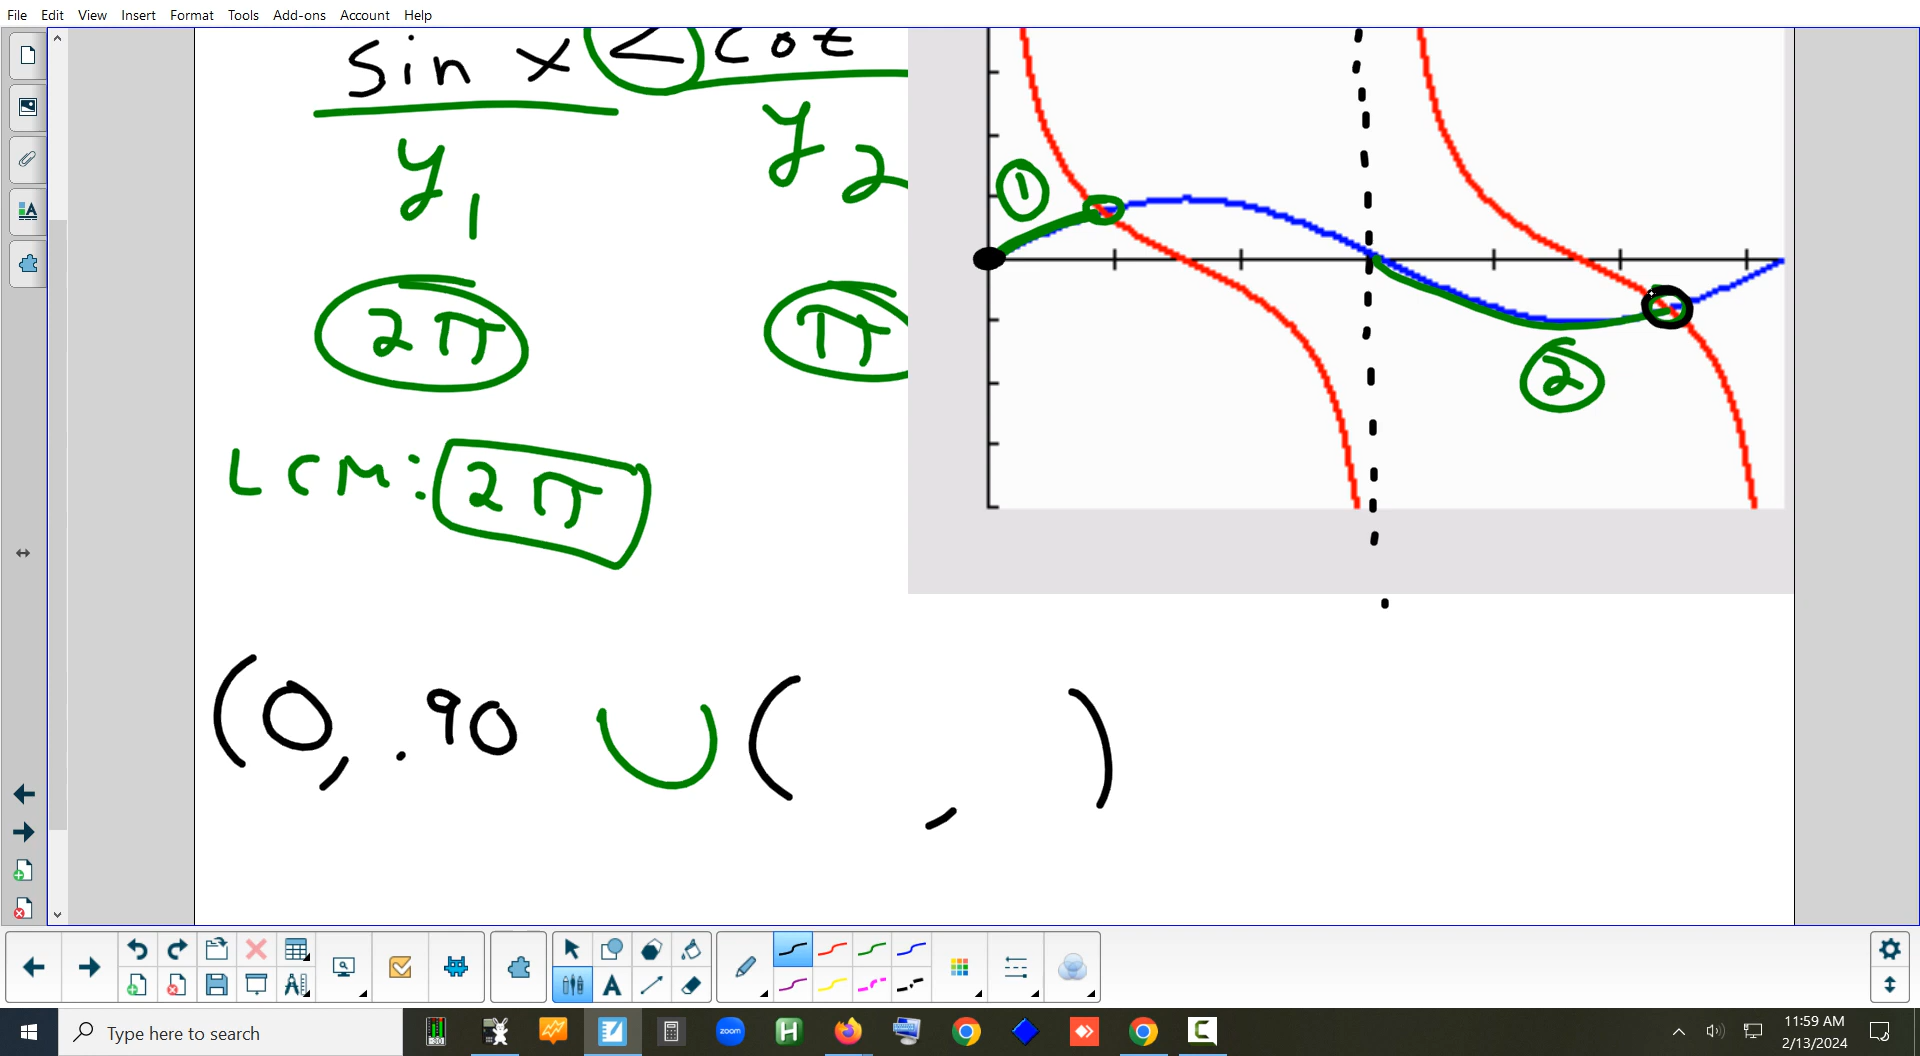 File Edit View Insert Format Tools Add-ons Account Help
sin x < cot
y1 y2
2π π
LCM: 2π
1
2
(0, .90 ∪ ( , )
Type here to search
zoom
11:59 AM
2/13/2024